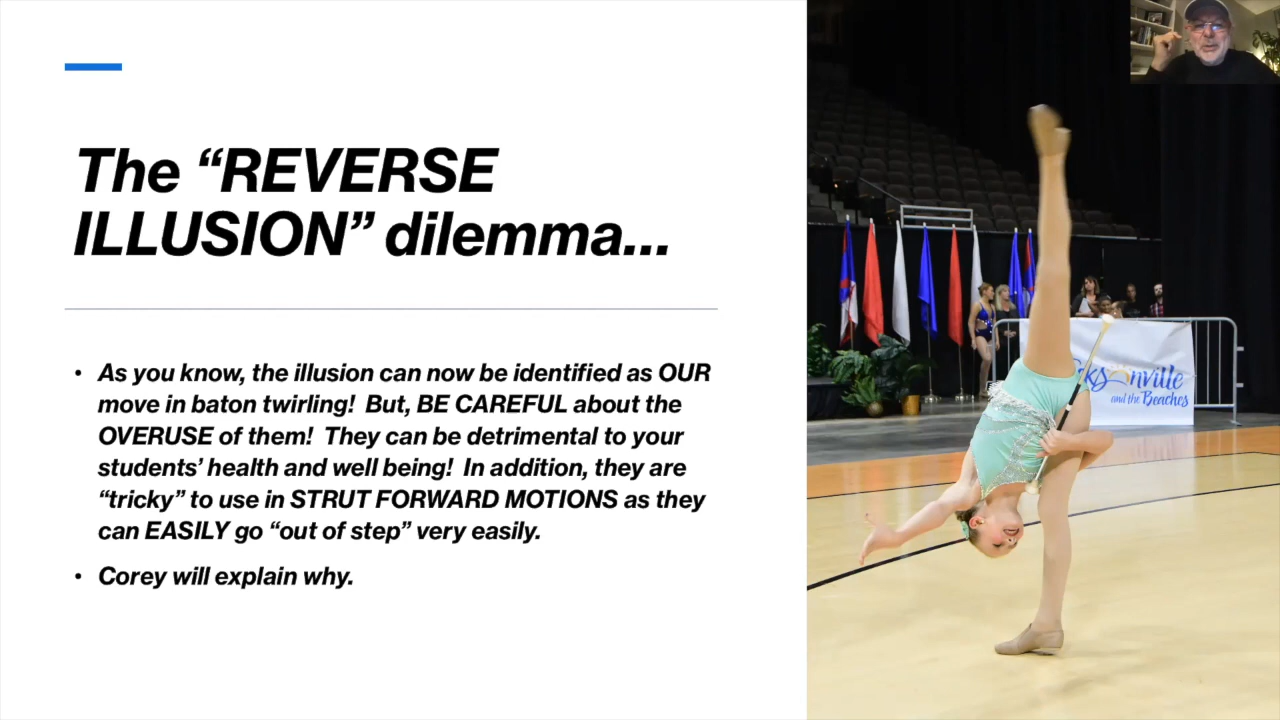 The “REVERSE
ILLUSION” dilemma...
• As you know, the illusion can now be identified as OUR
move in baton twirling!  But, BE CAREFUL about the
OVERUSE of them!  They can be detrimental to your
students’ health and well being!  In addition, they are
“tricky” to use in STRUT FORWARD MOTIONS as they
can EASILY go “out of step” very easily.
• Corey will explain why.
and the Beaches